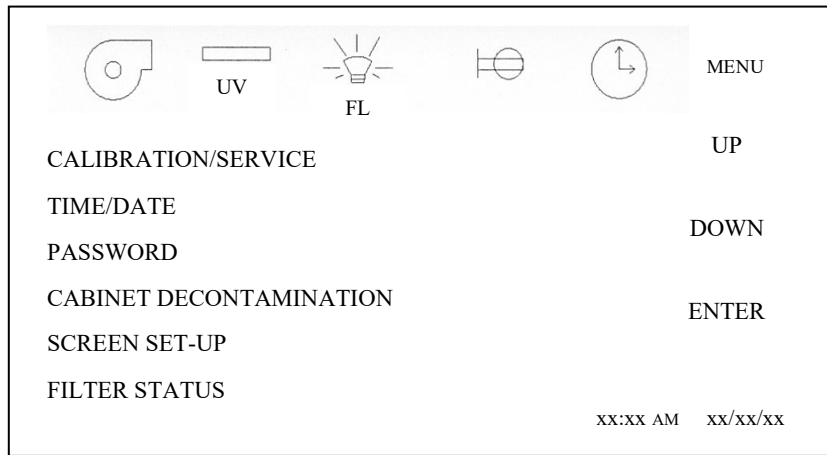 MENU
UV
FL
UP
CALIBRATION/SERVICE
TIME/DATE
DOWN
PASSWORD
CABINET DECONTAMINATION
ENTER
SCREEN SET-UP
FILTER STATUS
xx:xx AM xx/xx/xx